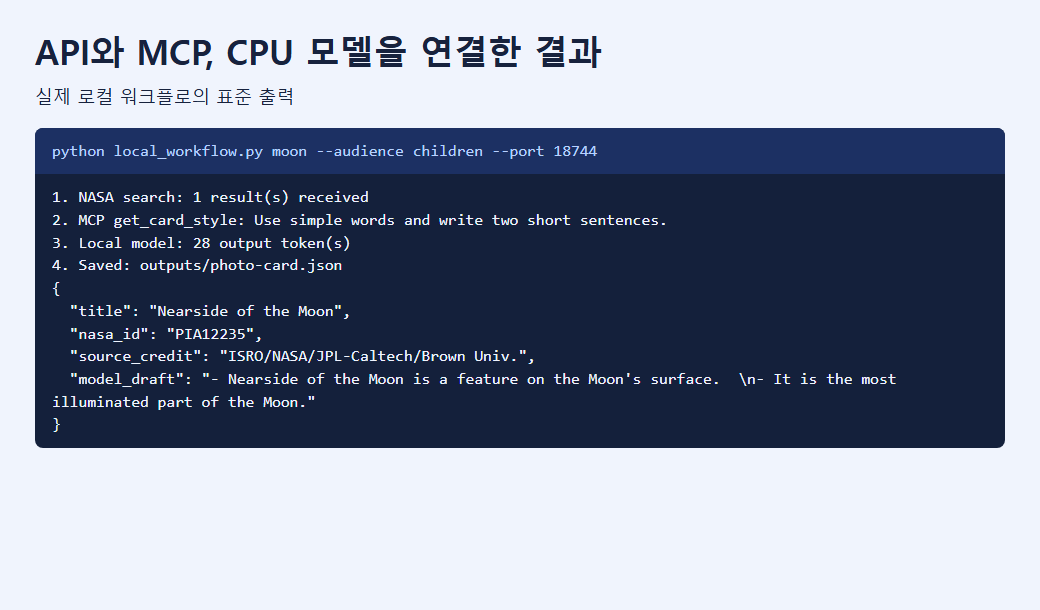 API와 MCP, CPU 모델을 연결한 결과
실제 로컬 워크플로의 표준 출력
python local_workflow.py moon --audience children --port 18744
1. NASA search: 1 result(s) received
2. MCP get_card_style: Use simple words and write two short sentences.
3. Local model: 28 output token(s)
4. Saved: outputs/photo-card.json
{
  "title": "Nearside of the Moon",
  "nasa_id": "PIA12235",
  "source_credit": "ISRO/NASA/JPL-Caltech/Brown Univ.",
  "model_draft": "- Nearside of the Moon is a feature on the Moon's surface.  \n- It is the most
illuminated part of the Moon."
}